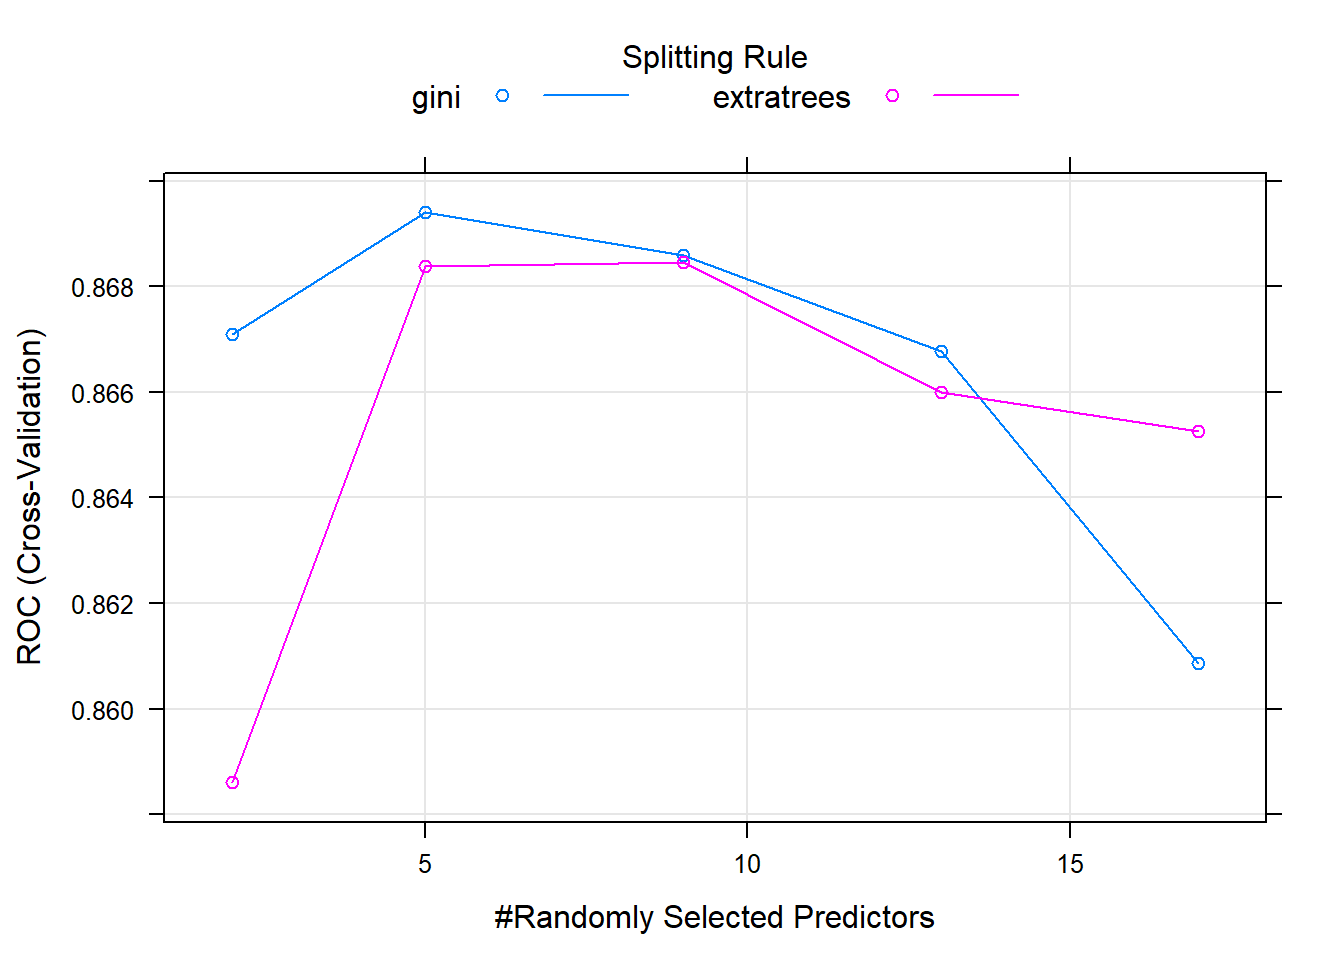 Splitting Rule
gini extratrees
0.868
0.866
0.864
0.862
0.860
ROC (Cross-Validation)
5 10 15
#Randomly Selected Predictors